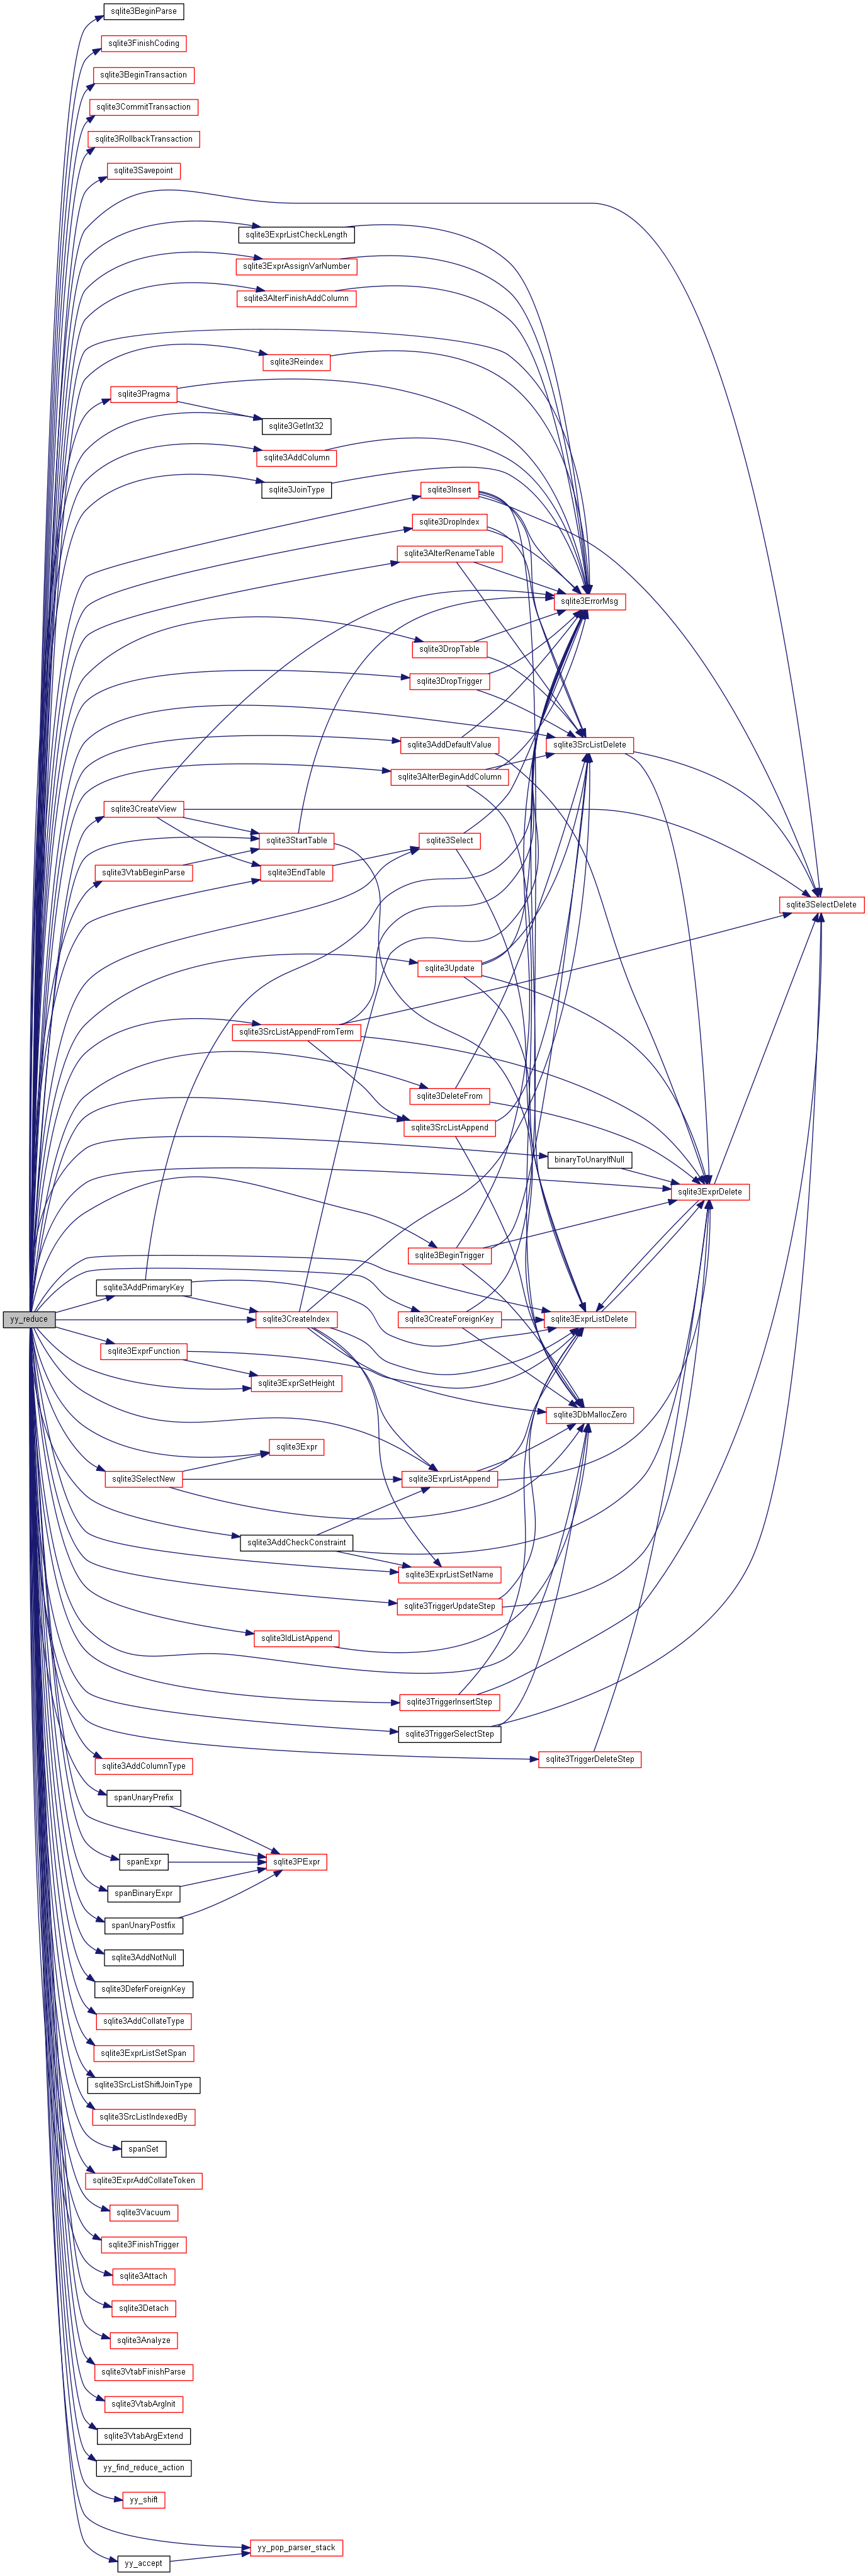 sqlite3BeginParse
sqlite3FinishCoding
sqlite3BeginTransaction
sqlite3CommitTransaction
sqlite3RollbackTransaction
sqlite3Savepoint
sqlite3ExprListCheckLength
sqlite3ExprAssignVarNumber
sqlite3AlterFinishAddColumn
sqlite3Reindex
sqlite3Pragma
sqlite3GetInt32
sqlite3AddColumn
sqlite3JoinType
sqlite3Insert
sqlite3DropIndex
sqlite3AlterRenameTable
sqlite3ErrorMsg
sqlite3DropTable
sqlite3DropTrigger
sqlite3AddDefaultValue
sqlite3SrcListDelete
sqlite3AlterBeginAddColumn
sqlite3CreateView
sqlite3StartTable
sqlite3Select
sqlite3VtabBeginParse
sqlite3EndTable
sqlite3SelectDelete
sqlite3Update
sqlite3SrcListAppendFromTerm
sqlite3DeleteFrom
sqlite3SrcListAppend
binaryToUnaryIfNull
sqlite3ExprDelete
sqlite3BeginTrigger
sqlite3AddPrimaryKey
yy_reduce
sqlite3CreateIndex
sqlite3CreateForeignKey
sqlite3ExprListDelete
sqlite3ExprFunction
sqlite3ExprSetHeight
sqlite3DbMallocZero
sqlite3Expr
sqlite3SelectNew
sqlite3ExprListAppend
sqlite3AddCheckConstraint
sqlite3ExprListSetName
sqlite3TriggerUpdateStep
sqlite3IdListAppend
sqlite3TriggerInsertStep
sqlite3TriggerSelectStep
sqlite3TriggerDeleteStep
sqlite3AddColumnType
spanUnaryPrefix
spanExpr
sqlite3PExpr
spanBinaryExpr
spanUnaryPostfix
sqlite3AddNotNull
sqlite3DeferForeignKey
sqlite3AddCollateType
sqlite3ExprListSetSpan
sqlite3SrcListShiftJoinType
sqlite3SrcListIndexedBy
spanSet
sqlite3ExprAddCollateToken
sqlite3Vacuum
sqlite3FinishTrigger
sqlite3Attach
sqlite3Detach
sqlite3Analyze
sqlite3VtabFinishParse
sqlite3VtabArgInit
sqlite3VtabArgExtend
yy_find_reduce_action
yy_shift
yy_pop_parser_stack
yy_accept